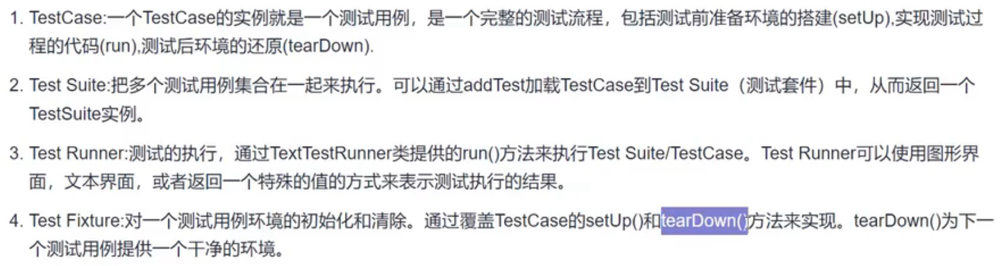 1. TestCase:一个TestCase的实例就是一个测试用例，是一个完整的测试流程，包括测试前准备环境的搭建(setUp),实现测试过
程的代码(run),测试后环境的还原(tearDown).
2. Test Suite:把多个测试用例集合在一起来执行。可以通过addTest加载TestCase到Test Suite（测试套件）中，从而返回一个
TestSuite实例。
3. Test Runner:测试的执行，通过TextTestRunner类提供的run()方法来执行Test Suite/TestCase。Test Runner可以使用图形界
面，文本界面，或者返回一个特殊的值的方式来表示测试执行的结果。
4. Test Fixture:对一个测试用例环境的初始化和清除。通过覆盖TestCase的setUp()和tearDown()方法来实现。tearDown()为下一
个测试用例提供一个干净的环境。